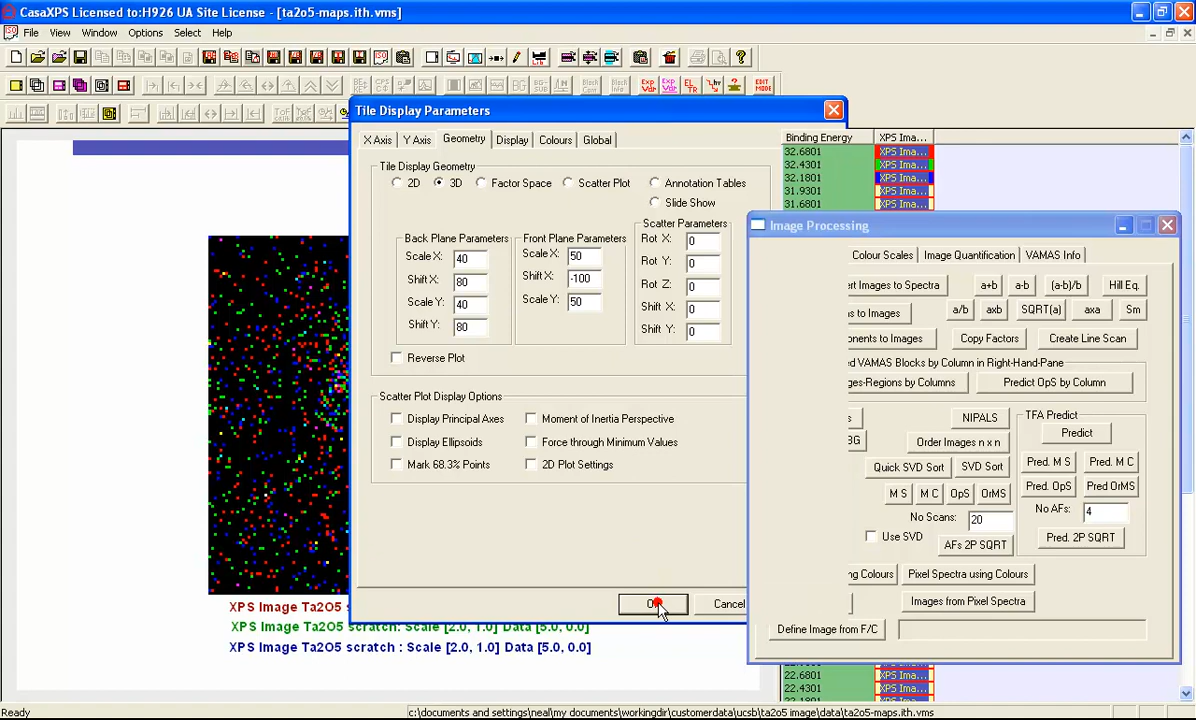 CasaXPS Licensed to:H926 UA Site License - [ta2o5-maps.ith.vms]
File View Window Options Select Help
Tile Display Parameters
X Axis Y Axis Geometry Display Colours Global
Tile Display Geometry
2D 3D Factor Space Scatter Plot Annotation Tables
Slide Show
Back Plane Parameters
Scale X: 40
Shift X: 80
Scale Y: 40
Shift Y: 80
Front Plane Parameters
Scale X: 50
Shift X: -100
Scale Y: 50
Scatter Parameters
Rot X: 0
Rot Y: 0
Rot Z: 0
Shift X: 0
Shift Y: 0
Reverse Plot
Scatter Plot Display Options
Display Principal Axes Moment of Inertia Perspective
Display Ellipsoids Force through Minimum Values
Mark 68.3% Points 2D Plot Settings
Cancel
Binding Energy XPS Ima...
32.6801 XPS Ima...
32.4301 XPS Ima...
32.1801 XPS Ima...
31.9301 XPS Ima...
31.6801 XPS Ima...
Image Processing
Colour Scales Image Quantification VAMAS Info
ert Images to Spectra a+b a-b (a-b)/b Hill Eq.
ns to Images a/b axb SQRT(a) axa Sm
onents to Images Copy Factors Create Line Scan
ed VAMAS Blocks by Column in Right-Hand-Pane
ges-Regions by Columns Predict OpS by Column
s NIPALS
BG Order Images n x n
Quick SVD Sort SVD Sort
M S M C OpS OrMS
No Scans: 20
Use SVD AFs 2P SQRT
TFA Predict
Predict
Pred. M S Pred. M C
Pred. OpS Pred OrMS
No AFs: 4
Pred. 2P SQRT
ng Colours Pixel Spectra using Colours
Images from Pixel Spectra
Define Image from F/C
XPS Image Ta2O5 s
XPS Image Ta2O5 scratch: Scale [2.0, 1.0] Data [5.0, 0.0]
XPS Image Ta2O5 scratch : Scale [2.0, 1.0] Data [5.0, 0.0]
22.6801 XPS Ima...
22.4301 XPS Ima...
Ready c:\documents and settings\neal\my documents\workingdir\customerdata\ucsb\ta2o5 image\data\ta2o5-maps.ith.vms